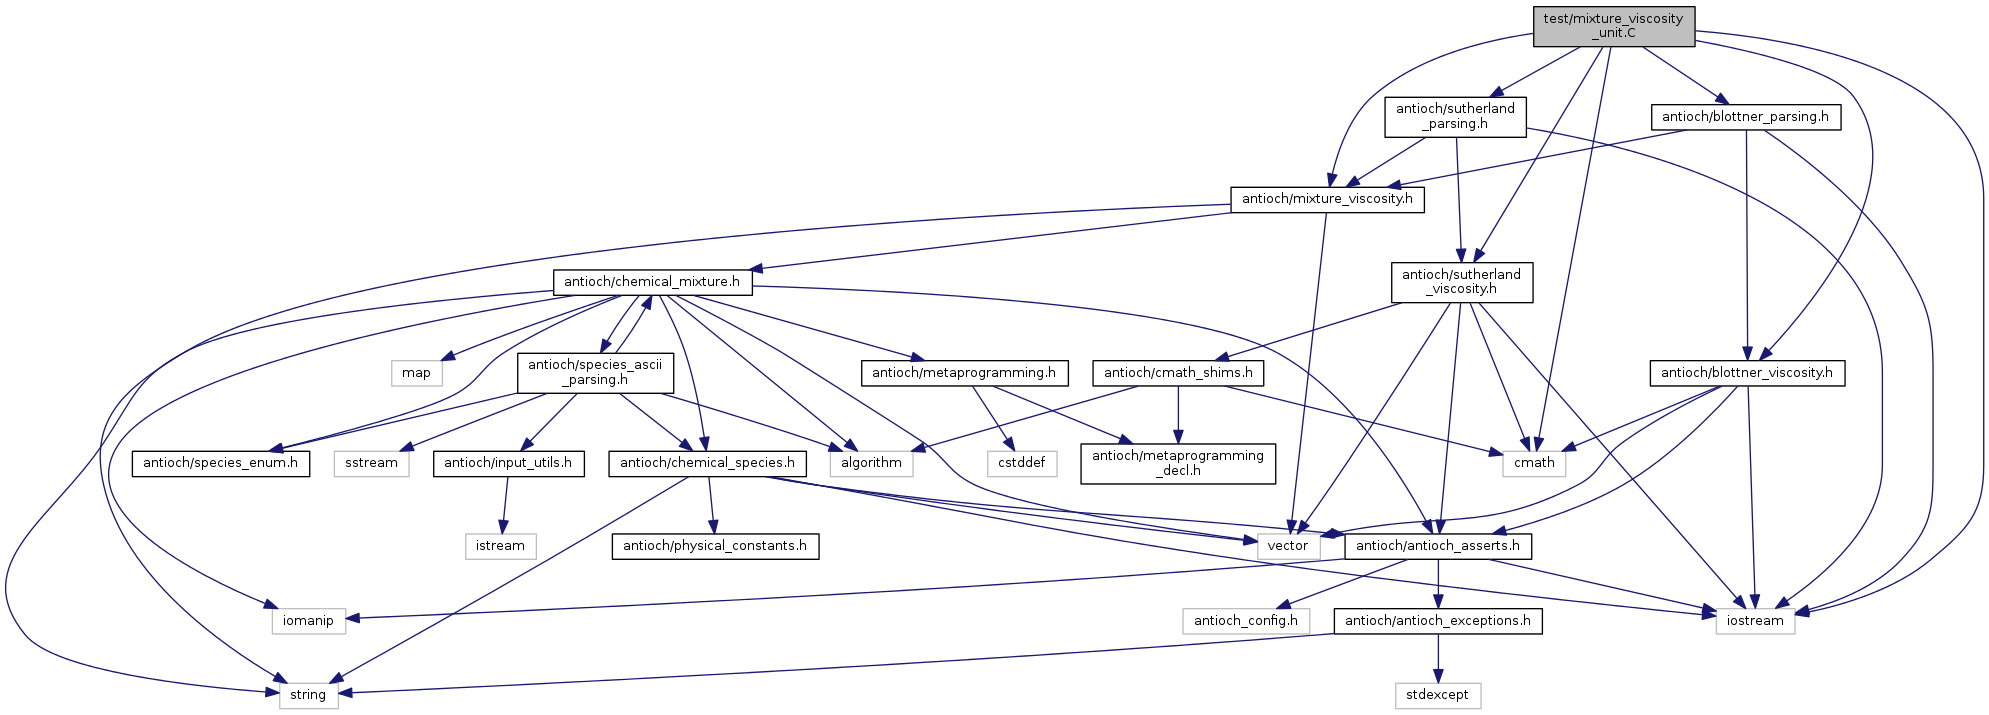 test/mixture_viscosity
_unit.C
antioch/sutherland
_parsing.h
antioch/blottner_parsing.h
antioch/mixture_viscosity.h
antioch/chemical_mixture.h
antioch/sutherland
_viscosity.h
map
antioch/species_ascii
_parsing.h
antioch/metaprogramming.h
antioch/cmath_shims.h
antioch/blottner_viscosity.h
antioch/species_enum.h
sstream
antioch/input_utils.h
antioch/chemical_species.h
algorithm
cstddef
antioch/metaprogramming
_decl.h
cmath
istream
antioch/physical_constants.h
vector
antioch/antioch_asserts.h
iomanip
antioch_config.h
antioch/antioch_exceptions.h
iostream
string
stdexcept